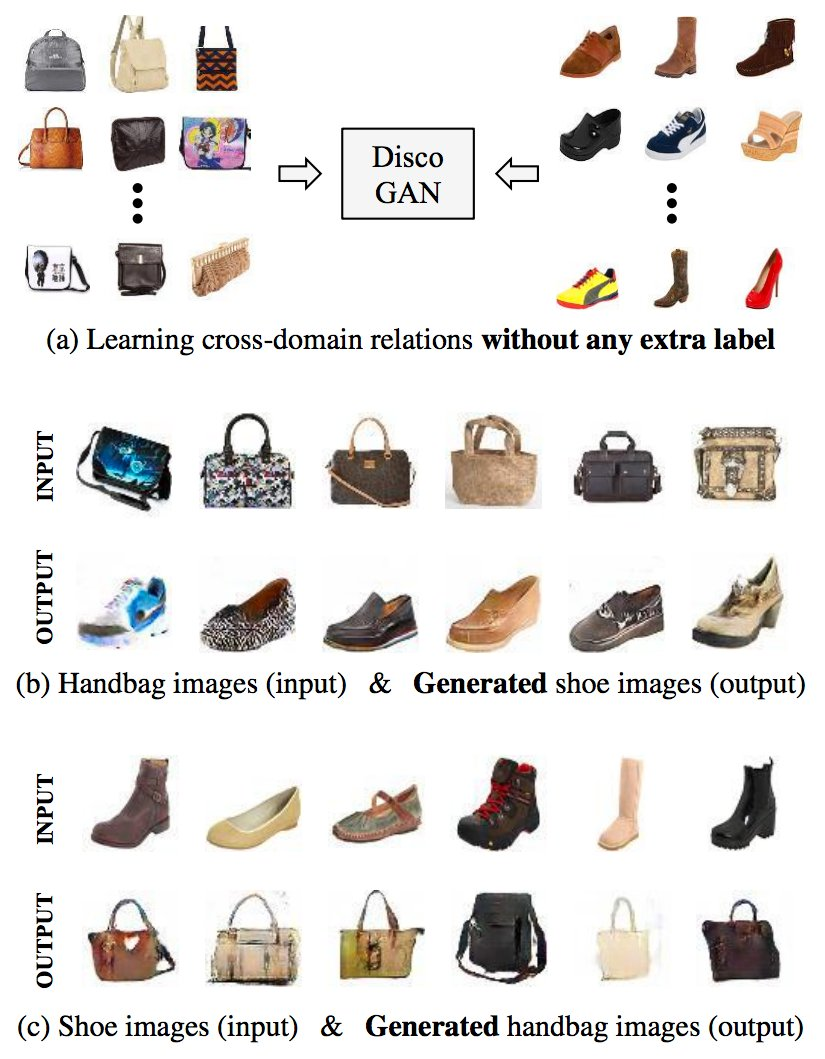 Disco
GAN
(a) Learning cross-domain relations without any extra label
INPUT
OUTPUT
(b) Handbag images (input) & Generated shoe images (output)
INPUT
OUTPUT
(c) Shoe images (input) & Generated handbag images (output)